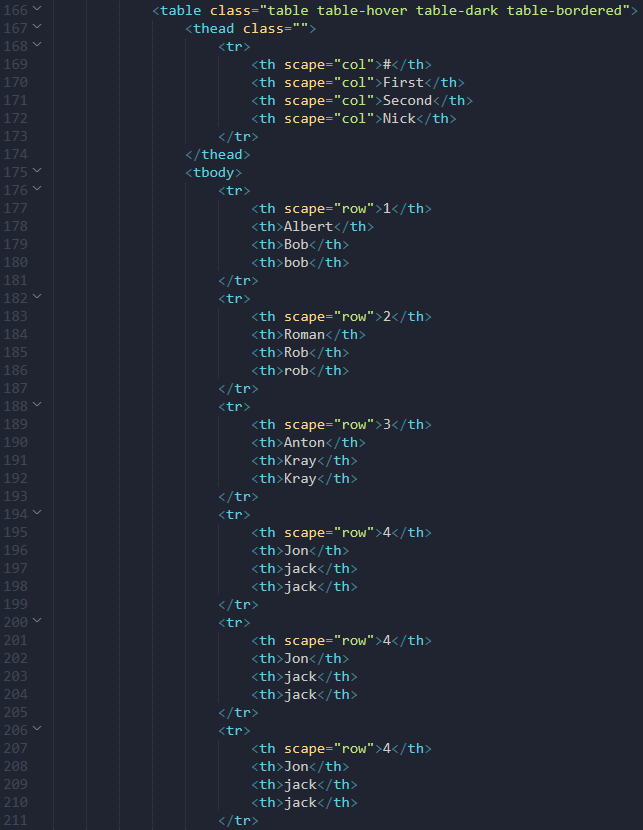 166 <table class="table table-hover table-dark table-bordered">
167 <thead class="">
168 <tr>
169 <th scape="col">#</th>
170 <th scape="col">First</th>
171 <th scape="col">Second</th>
172 <th scape="col">Nick</th>
173 </tr>
174 </thead>
175 <tbody>
176 <tr>
177 <th scape="row">1</th>
178 <th>Albert</th>
179 <th>Bob</th>
180 <th>bob</th>
181 </tr>
182 <tr>
183 <th scape="row">2</th>
184 <th>Roman</th>
185 <th>Rob</th>
186 <th>rob</th>
187 </tr>
188 <tr>
189 <th scape="row">3</th>
190 <th>Anton</th>
191 <th>Kray</th>
192 <th>Kray</th>
193 </tr>
194 <tr>
195 <th scape="row">4</th>
196 <th>Jon</th>
197 <th>jack</th>
198 <th>jack</th>
199 </tr>
200 <tr>
201 <th scape="row">4</th>
202 <th>Jon</th>
203 <th>jack</th>
204 <th>jack</th>
205 </tr>
206 <tr>
207 <th scape="row">4</th>
208 <th>Jon</th>
209 <th>jack</th>
210 <th>jack</th>
211 </tr>